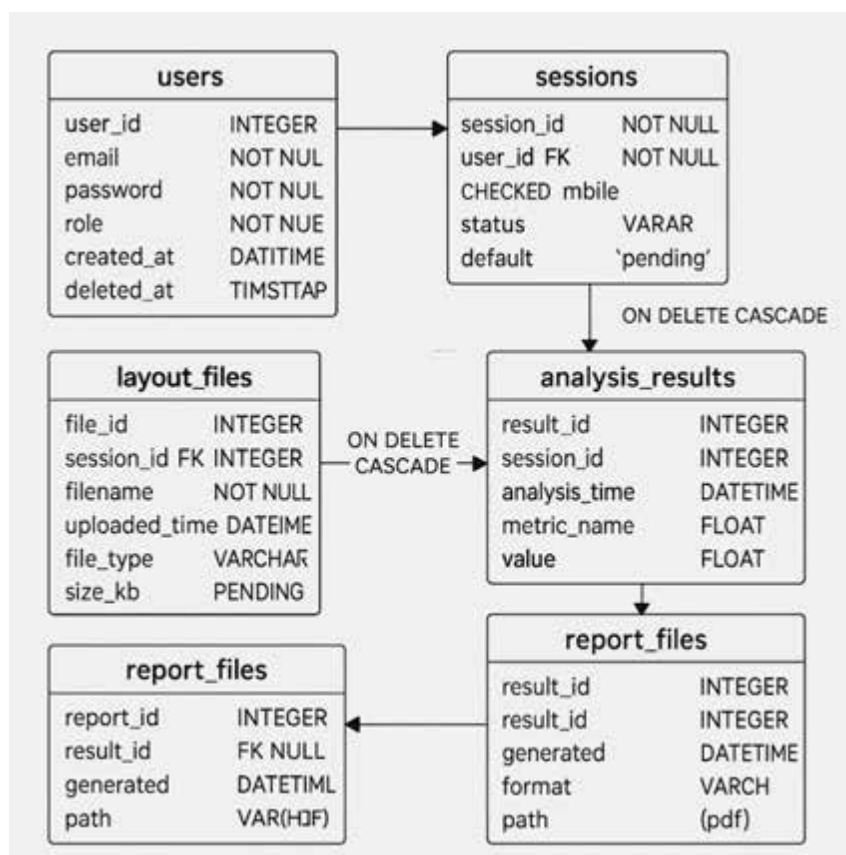 users
user_id INTEGER
email NOT NUL
password NOT NUL
role NOT NUE
created_at DATITIME
deleted_at TIMSTTAP
sessions
session_id NOT NULL
user_id FK NOT NULL
CHECKED mbile
status VARAR
default 'pending'
ON DELETE CASCADE
layout_files
file_id INTEGER
session_id FK INTEGER
filename NOT NULL
uploaded_time DATEIME
file_type VARCHAR
size_kb PENDING
ON DELETE
CASCADE
analysis_results
result_id INTEGER
session_id INTEGER
analysis_time DATETIME
metric_name FLOAT
value FLOAT
report_files
report_id INTEGER
result_id FK NULL
generated DATETIML
path
report_files
result_id INTEGER
result_id INTEGER
generated DATETIME
format VARCH
path (pdf)